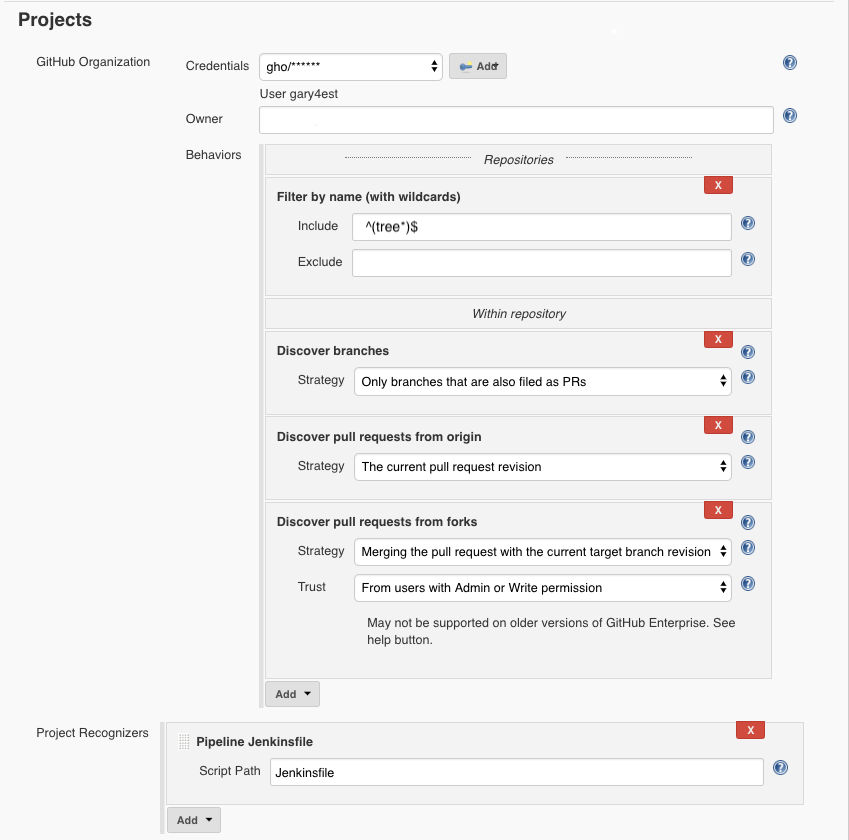 Projects
GitHub Organization
Credentials
gho/******
Add
User gary4est
Owner
Behaviors
Repositories
X
Filter by name (with wildcards)
Include
^(tree*)$
Exclude
Within repository
X
Discover branches
Strategy
Only branches that are also filed as PRs
X
Discover pull requests from origin
Strategy
The current pull request revision
X
Discover pull requests from forks
Strategy
Merging the pull request with the current target branch revision
Trust
From users with Admin or Write permission
May not be supported on older versions of GitHub Enterprise. See
help button.
Add
Project Recognizers
X
Pipeline Jenkinsfile
Script Path
Jenkinsfile
Add